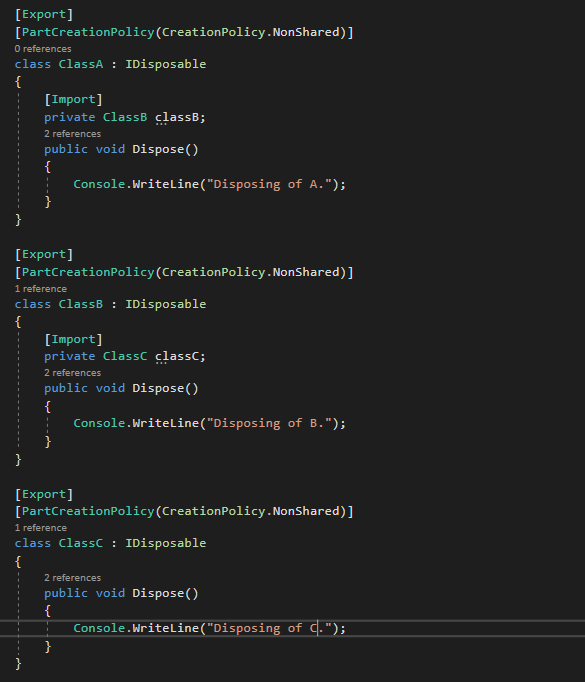 [Export]
[PartCreationPolicy(CreationPolicy.NonShared)]
0 references
class ClassA : IDisposable
{
[Import]
private ClassB classB;
2 references
public void Dispose()
{
Console.WriteLine("Disposing of A.");
}
}
[Export]
[PartCreationPolicy(CreationPolicy.NonShared)]
1 reference
class ClassB : IDisposable
{
[Import]
private ClassC classC;
2 references
public void Dispose()
{
Console.WriteLine("Disposing of B.");
}
}
[Export]
[PartCreationPolicy(CreationPolicy.NonShared)]
1 reference
class ClassC : IDisposable
{
2 references
public void Dispose()
{
Console.WriteLine("Disposing of C.");
}
}